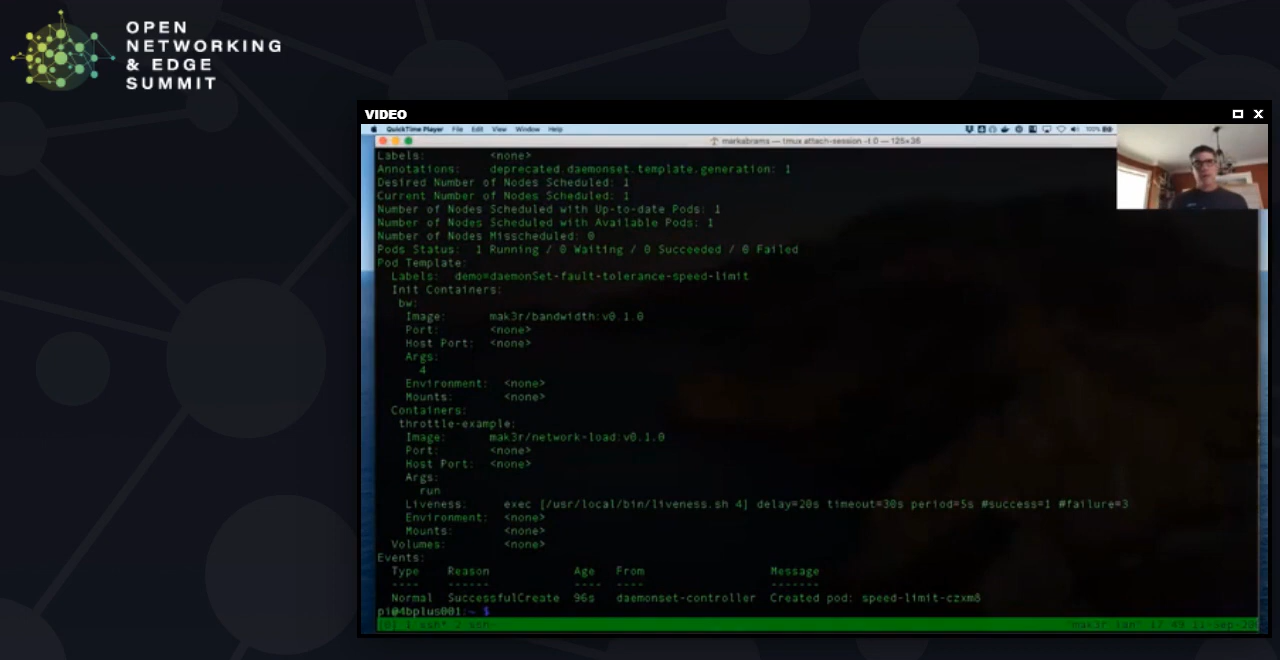 OPEN
NETWORKING
& EDGE
SUMMIT
VIDEO
QuickTime Player File Edit View Window Help
100%
markabrams — tmux attach-session -t 0 — 125×36
Labels: <none>
Annotations: deprecated.daemonset.template.generation: 1
Desired Number of Nodes Scheduled: 1
Current Number of Nodes Scheduled: 1
Number of Nodes Scheduled with Up-to-date Pods: 1
Number of Nodes Scheduled with Available Pods: 1
Number of Nodes Misscheduled: 0
Pods Status: 1 Running / 0 Waiting / 0 Succeeded / 0 Failed
Pod Template:
Labels: demo=daemonSet-fault-tolerance-speed-limit
Init Containers:
bw:
Image: mak3r/bandwidth:v0.1.0
Port: <none>
Host Port: <none>
Args:
4
Environment: <none>
Mounts: <none>
Containers:
throttle-example:
Image: mak3r/network-load:v0.1.0
Port: <none>
Host Port: <none>
Args:
run
Liveness: exec [/usr/local/bin/liveness.sh 4] delay=20s timeout=30s period=5s #success=1 #failure=3
Environment: <none>
Mounts: <none>
Volumes: <none>
Events:
Type Reason Age From Message
---- ------ ---- ---- -------
Normal SuccessfulCreate 96s daemonset-controller Created pod: speed-limit-czxm8
pi@4bplus001:~ $